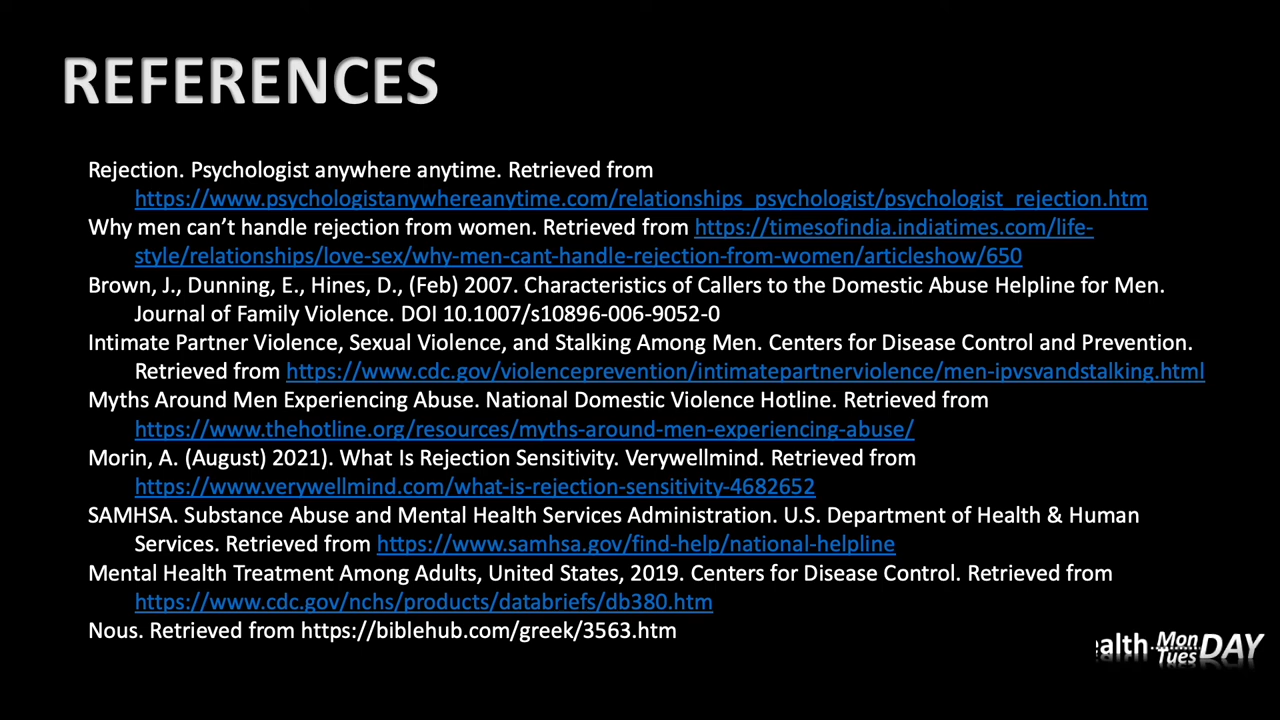 REFERENCES
Rejection. Psychologist anywhere anytime. Retrieved from
https://www.psychologistanywhereanytime.com/relationships_psychologist/psychologist_rejection.htm
Why men can’t handle rejection from women. Retrieved from https://timesofindia.indiatimes.com/life-
style/relationships/love-sex/why-men-cant-handle-rejection-from-women/articleshow/650
Brown, J., Dunning, E., Hines, D., (Feb) 2007. Characteristics of Callers to the Domestic Abuse Helpline for Men.
Journal of Family Violence. DOI 10.1007/s10896-006-9052-0
Intimate Partner Violence, Sexual Violence, and Stalking Among Men. Centers for Disease Control and Prevention.
Retrieved from https://www.cdc.gov/violenceprevention/intimatepartnerviolence/men-ipvsvandstalking.html
Myths Around Men Experiencing Abuse. National Domestic Violence Hotline. Retrieved from
https://www.thehotline.org/resources/myths-around-men-experiencing-abuse/
Morin, A. (August) 2021). What Is Rejection Sensitivity. Verywellmind. Retrieved from
https://www.verywellmind.com/what-is-rejection-sensitivity-4682652
SAMHSA. Substance Abuse and Mental Health Services Administration. U.S. Department of Health & Human
Services. Retrieved from https://www.samhsa.gov/find-help/national-helpline
Mental Health Treatment Among Adults, United States, 2019. Centers for Disease Control. Retrieved from
https://www.cdc.gov/nchs/products/databriefs/db380.htm
Nous. Retrieved from https://biblehub.com/greek/3563.htm
ealth Mon Tues DAY